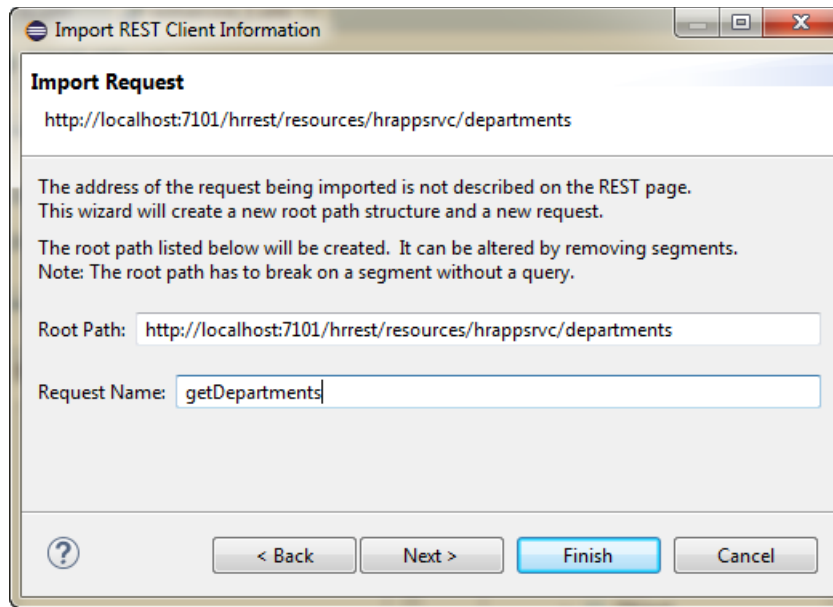 Import REST Client Information
Import Request
http://localhost:7101/hrrest/resources/hrappsrvc/departments
The address of the request being imported is not described on the REST page.
This wizard will create a new root path structure and a new request.
The root path listed below will be created.  It can be altered by removing segments.
Note: The root path has to break on a segment without a query.
Root Path: http://localhost:7101/hrrest/resources/hrappsrvc/departments
Request Name: getDepartments
? < Back Next > Finish Cancel